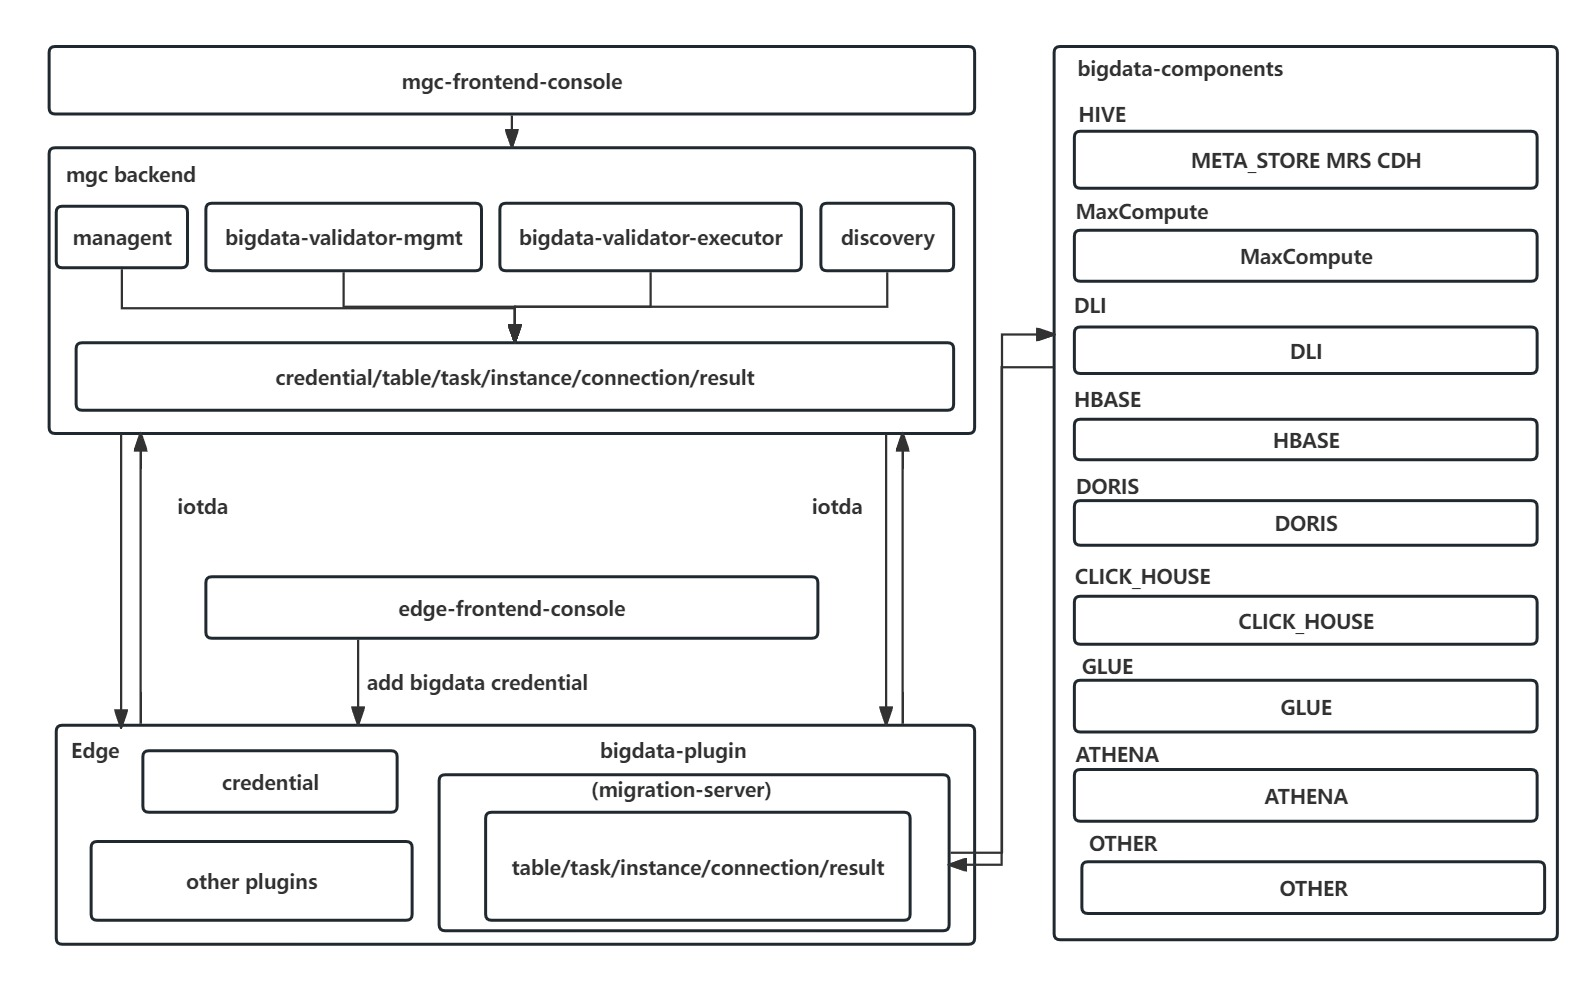 mgc-frontend-console
mgc backend
managent
bigdata-validator-mgmt
bigdata-validator-executor
discovery
credential/table/task/instance/connection/result
iotda
iotda
edge-frontend-console
add bigdata credential
Edge
credential
other plugins
bigdata-plugin
(migration-server)
table/task/instance/connection/result
bigdata-components
HIVE
META_STORE MRS CDH
MaxCompute
MaxCompute
DLI
DLI
HBASE
HBASE
DORIS
DORIS
CLICK_HOUSE
CLICK_HOUSE
GLUE
GLUE
ATHENA
ATHENA
OTHER
OTHER